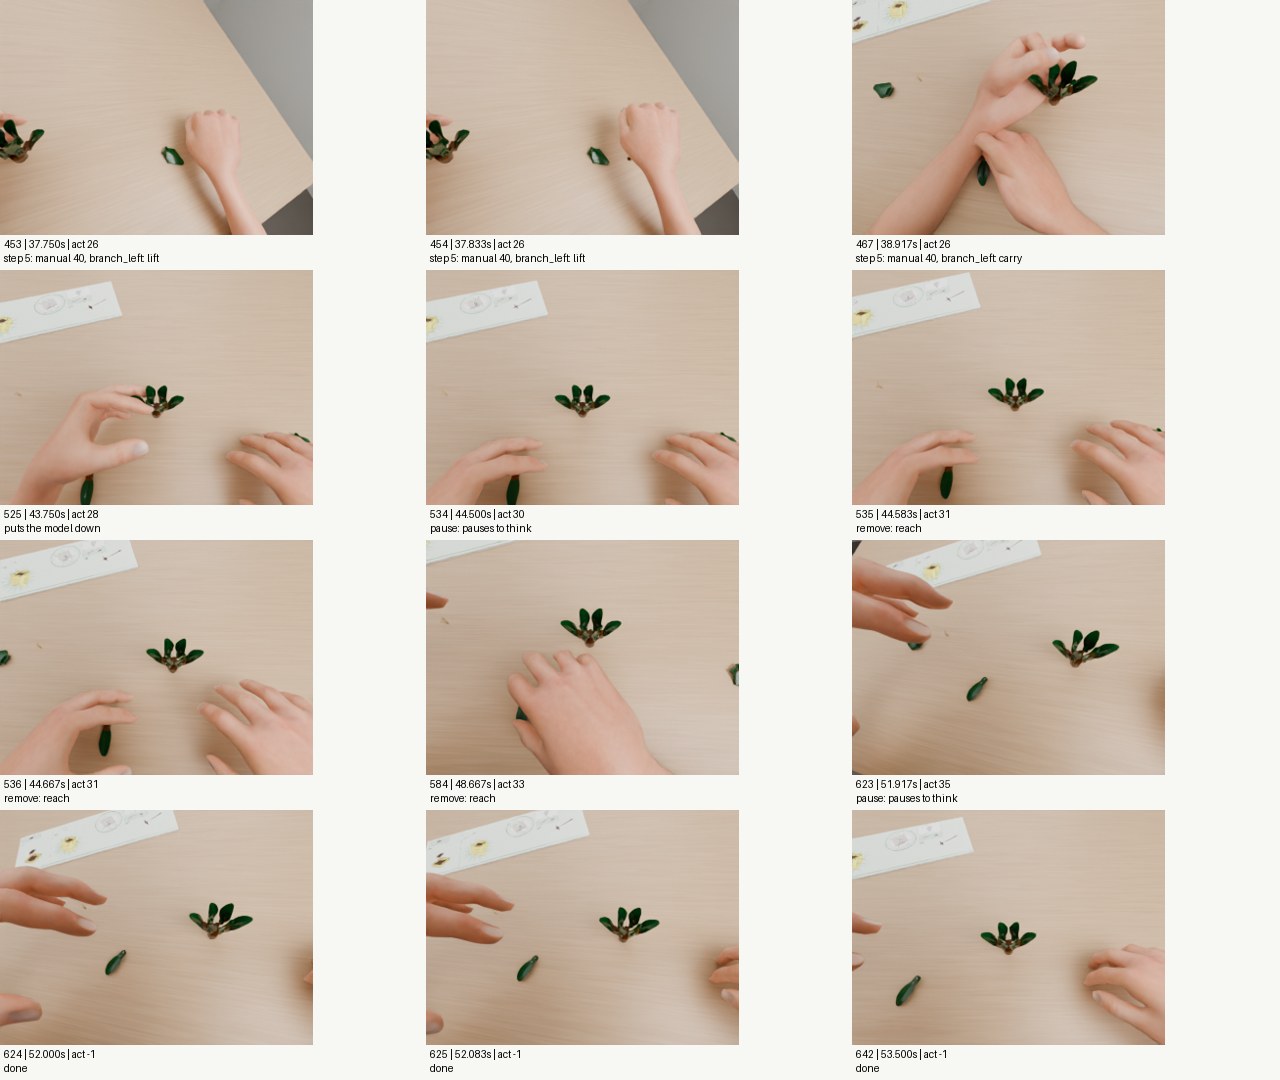 453 | 37.750s | act 26
step 5: manual 40, branch_left: lift
454 | 37.833s | act 26
step 5: manual 40, branch_left: lift
467 | 38.917s | act 26
step 5: manual 40, branch_left: carry
525 | 43.750s | act 28
puts the model down
534 | 44.500s | act 30
pause: pauses to think
535 | 44.583s | act 31
remove: reach
536 | 44.667s | act 31
remove: reach
584 | 48.667s | act 33
remove: reach
623 | 51.917s | act 35
pause: pauses to think
624 | 52.000s | act -1
done
625 | 52.083s | act -1
done
642 | 53.500s | act -1
done